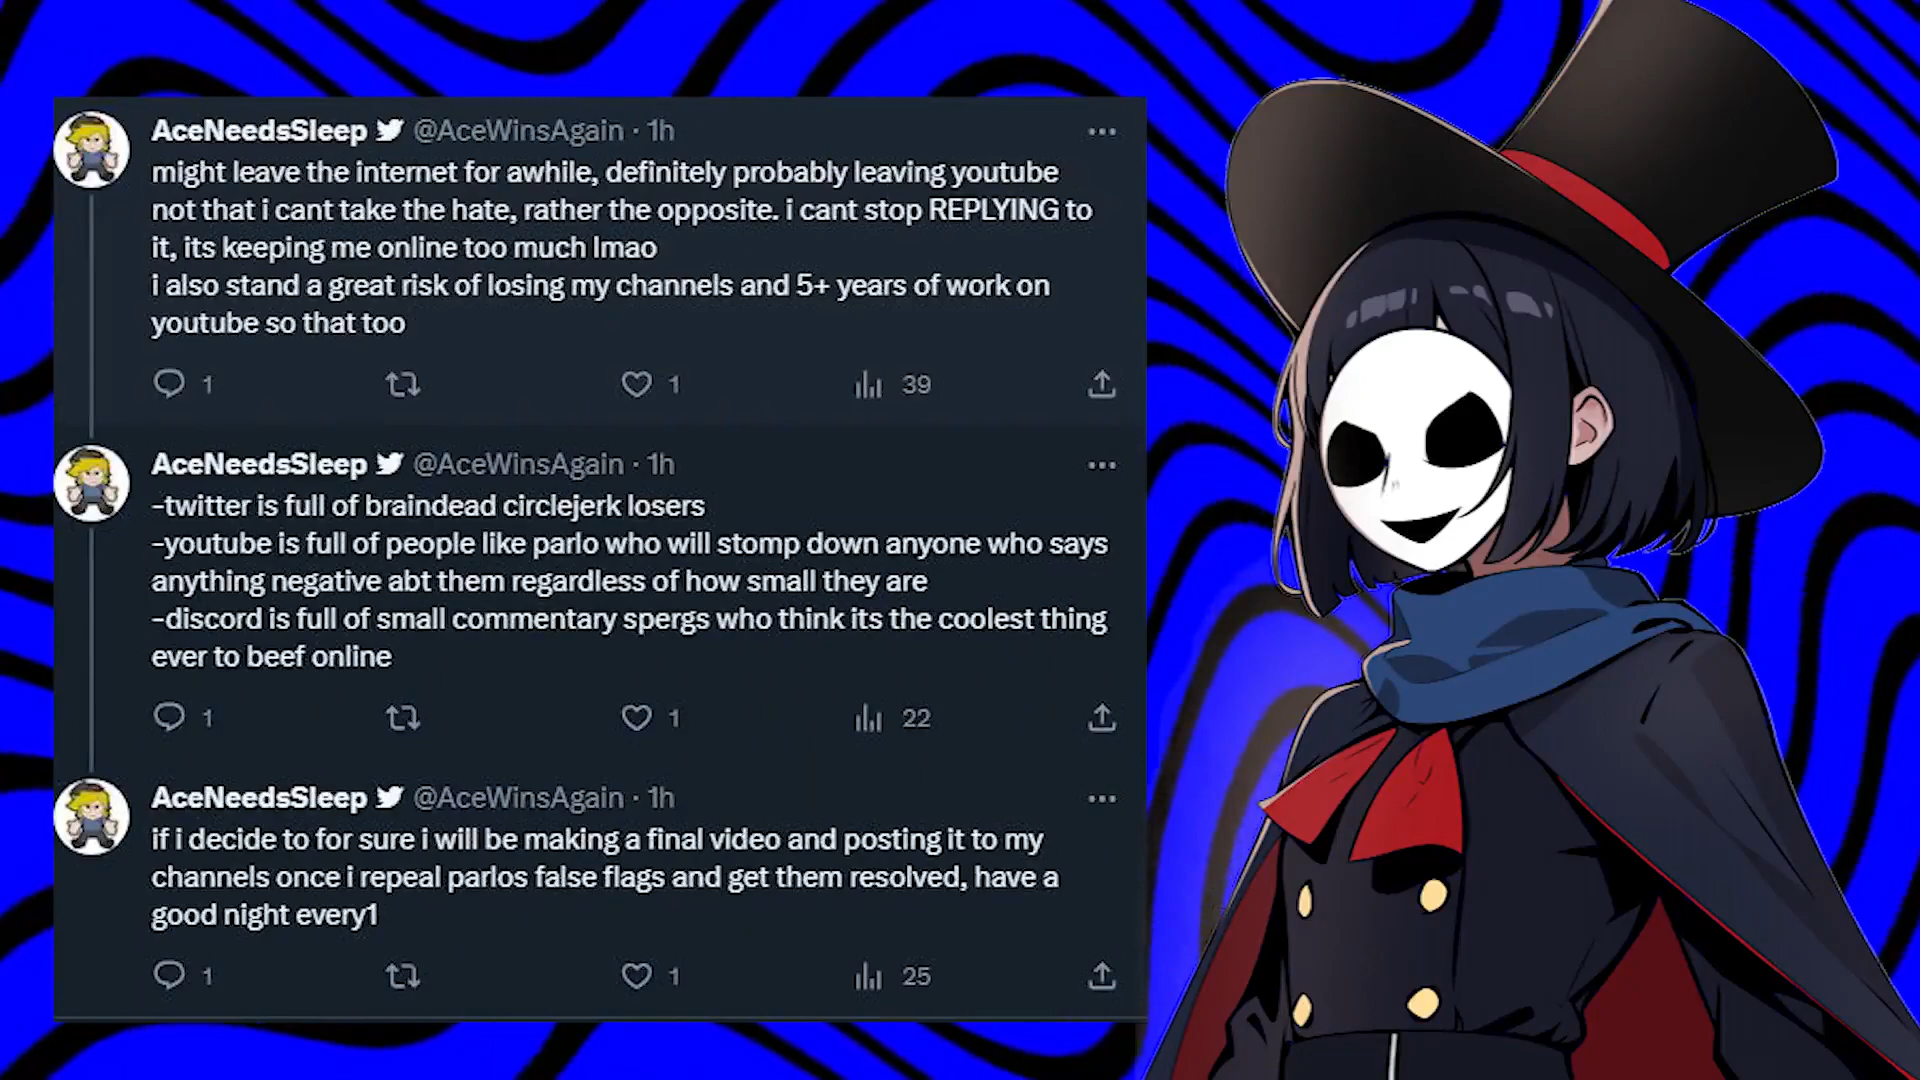 AceNeedsSleep @AceWinsAgain · 1h
might leave the internet for awhile, definitely probably leaving youtube
not that i cant take the hate, rather the opposite. i cant stop REPLYING to
it, its keeping me online too much lmao
i also stand a great risk of losing my channels and 5+ years of work on
youtube so that too
1 1 39
AceNeedsSleep @AceWinsAgain · 1h
-twitter is full of braindead circlejerk losers
-youtube is full of people like parlo who will stomp down anyone who says
anything negative abt them regardless of how small they are
-discord is full of small commentary spergs who think its the coolest thing
ever to beef online
1 1 22
AceNeedsSleep @AceWinsAgain · 1h
if i decide to for sure i will be making a final video and posting it to my
channels once i repeal parlos false flags and get them resolved, have a
good night every1
1 1 25